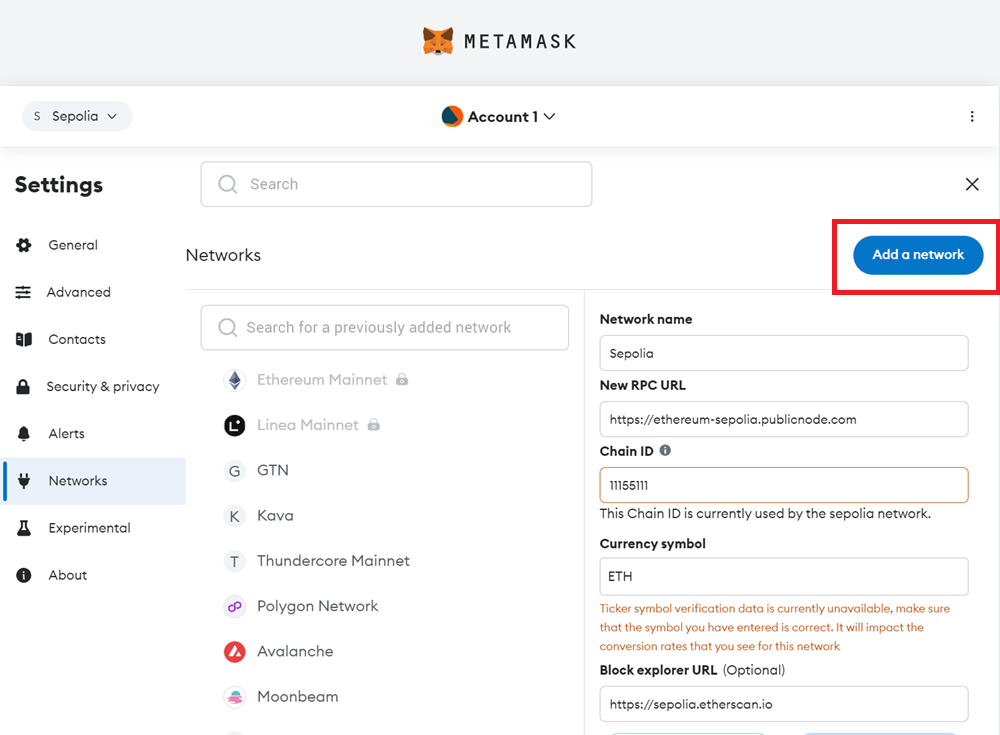 METAMASK
S Sepolia
Account 1
Settings
Search
General
Advanced
Contacts
Security & privacy
Alerts
Networks
Experimental
About
Networks
Add a network
Search for a previously added network
Ethereum Mainnet
L Linea Mainnet
G GTN
K Kava
T Thundercore Mainnet
Polygon Network
Avalanche
Moonbeam
Network name
Sepolia
New RPC URL
https://ethereum-sepolia.publicnode.com
Chain ID
11155111
This Chain ID is currently used by the sepolia network.
Currency symbol
ETH
Ticker symbol verification data is currently unavailable, make sure
that the symbol you have entered is correct. It will impact the
conversion rates that you see for this network
Block explorer URL (Optional)
https://sepolia.etherscan.io